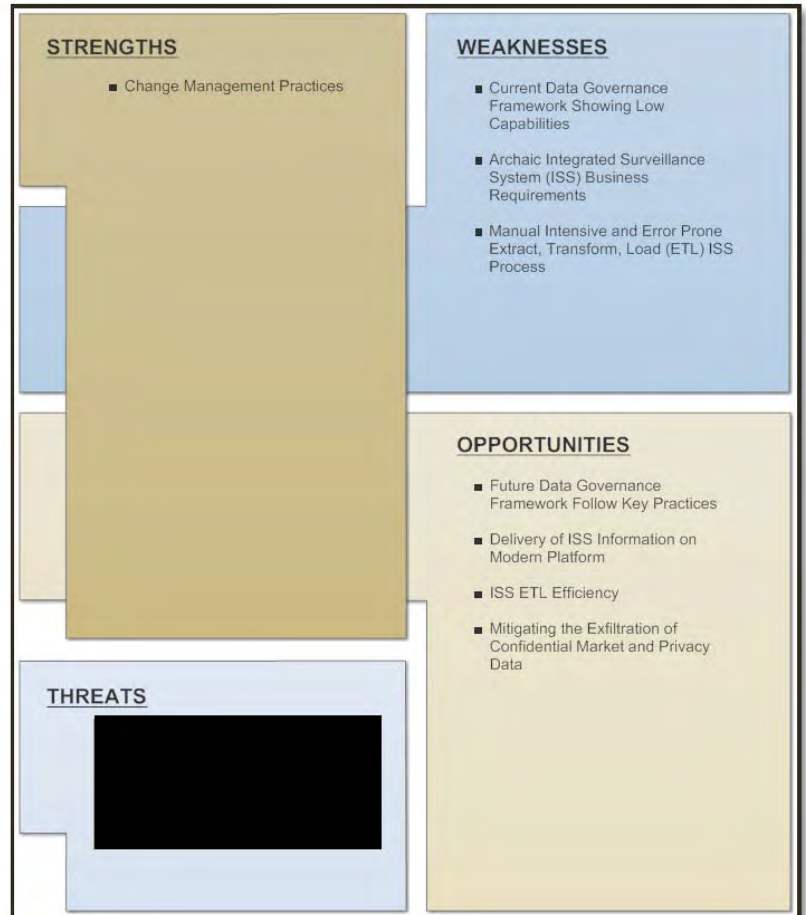 STRENGTHS
■ Change Management Practices
WEAKNESSES
■ Current Data Governance
Framework Showing Low
Capabilities
■ Archaic Integrated Surveillance
System (ISS) Business
Requirements
■ Manual Intensive and Error Prone
Extract, Transform, Load (ETL) ISS
Process
OPPORTUNITIES
■ Future Data Governance
Framework Follow Key Practices
■ Delivery of ISS Information on
Modern Platform
■ ISS ETL Efficiency
■ Mitigating the Exfiltration of
Confidential Market and Privacy
Data
THREATS